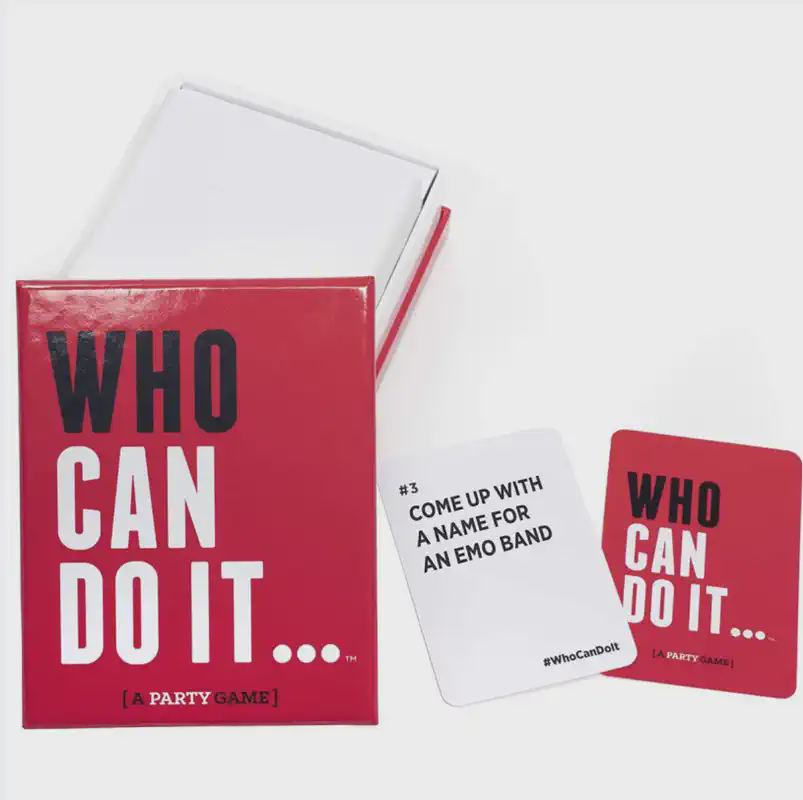 WHO
CAN
DO IT...™
[A PARTY GAME]
#3
COME UP WITH
A NAME FOR
AN EMO BAND
#WhoCanDoIt
WHO
CAN
DO IT...™
[A PARTY GAME]